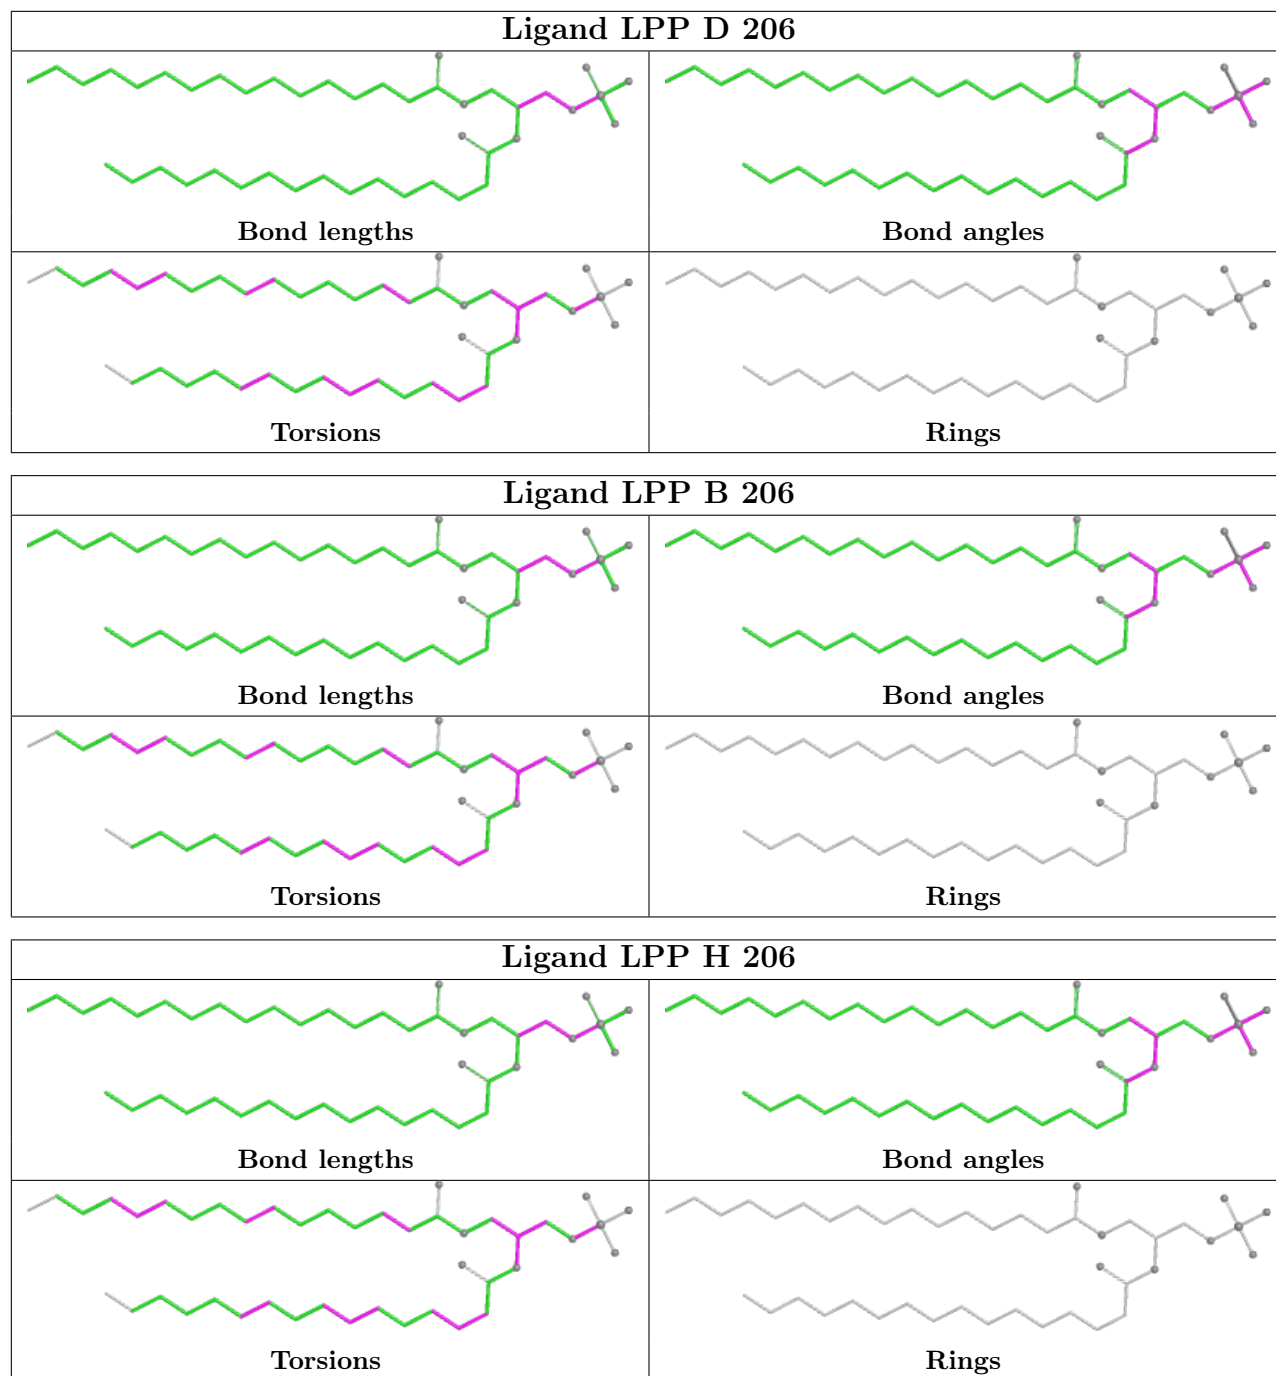 Ligand LPP D 206
Bond lengths
Bond angles
Torsions
Rings
Ligand LPP B 206
Bond lengths
Bond angles
Torsions
Rings
Ligand LPP H 206
Bond lengths
Bond angles
Torsions
Rings